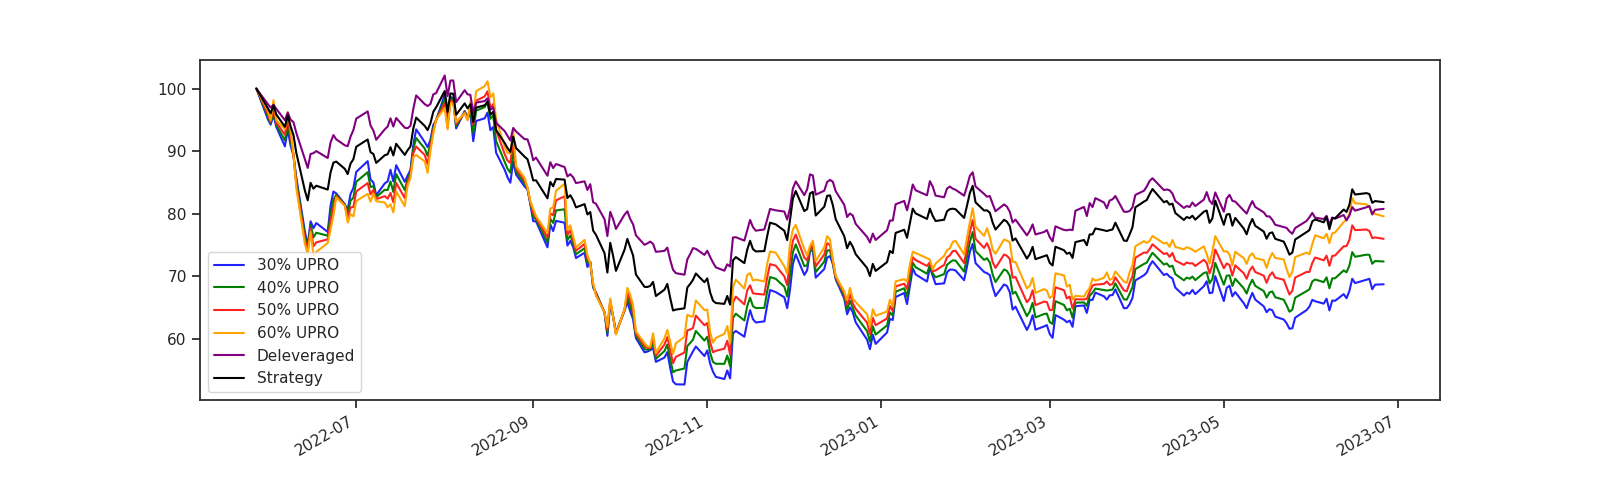 100
90
80
70
60
30% UPRO
40% UPRO
50% UPRO
60% UPRO
Deleveraged
Strategy
2022-07
2022-09
2022-11
2023-01
2023-03
2023-05
2023-07